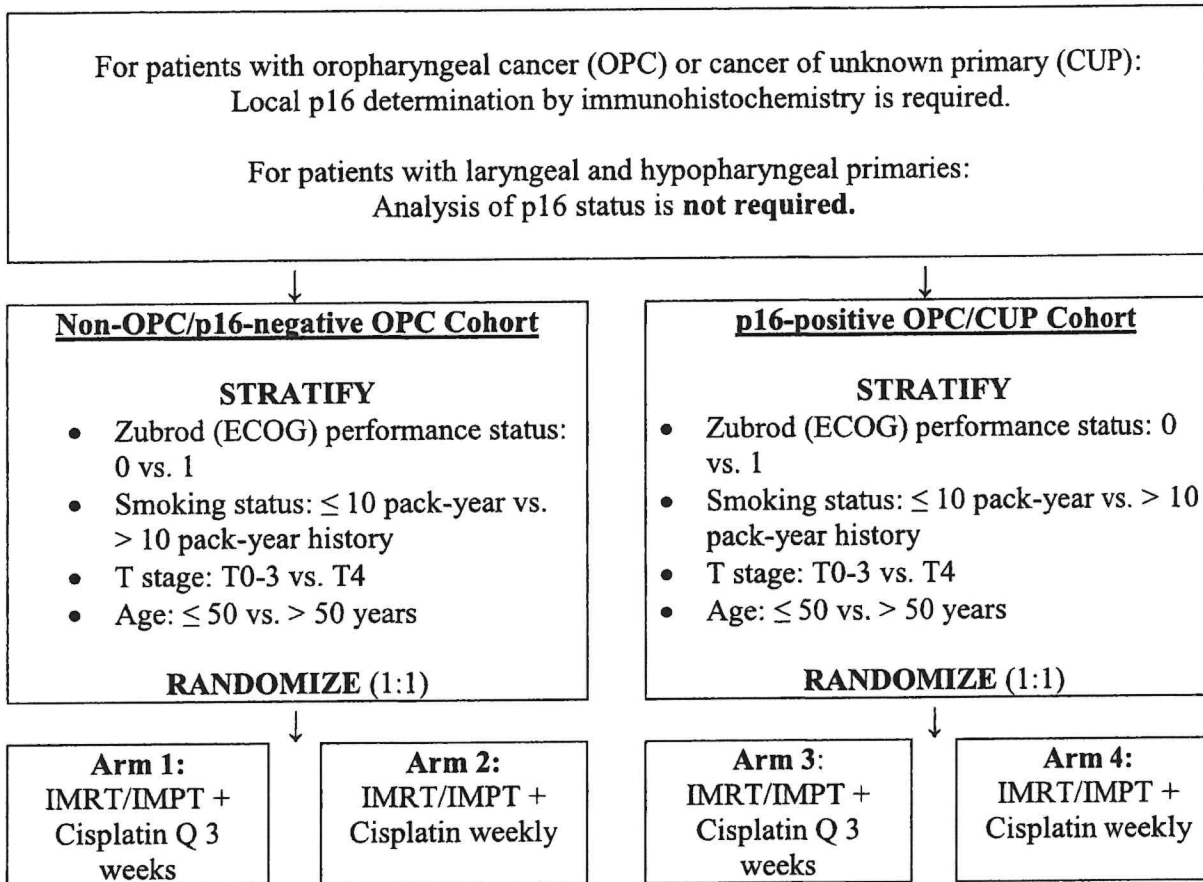 For patients with oropharyngeal cancer (OPC) or cancer of unknown primary (CUP):
Local p16 determination by immunohistochemistry is required.
For patients with laryngeal and hypopharyngeal primaries:
Analysis of p16 status is not required.
↓
↓
Non-OPC/p16-negative OPC Cohort
STRATIFY
• Zubrod (ECOG) performance status:
0 vs. 1
• Smoking status: ≤ 10 pack-year vs.
> 10 pack-year history
• T stage: T0-3 vs. T4
• Age: ≤ 50 vs. > 50 years
RANDOMIZE (1:1)
p16-positive OPC/CUP Cohort
STRATIFY
• Zubrod (ECOG) performance status: 0
vs. 1
• Smoking status: ≤ 10 pack-year vs. > 10
pack-year history
• T stage: T0-3 vs. T4
• Age: ≤ 50 vs. > 50 years
RANDOMIZE (1:1)
↓
↓
Arm 1:
IMRT/IMPT +
Cisplatin Q 3
weeks
Arm 2:
IMRT/IMPT +
Cisplatin weekly
Arm 3:
IMRT/IMPT +
Cisplatin Q 3
weeks
Arm 4:
IMRT/IMPT +
Cisplatin weekly